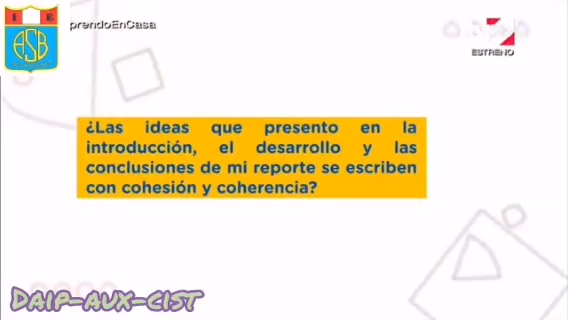 I E
ASB
prendoEnCasa
ESTRENO
¿Las ideas que presento en la
introducción, el desarrollo y las
conclusiones de mi reporte se escriben
con cohesión y coherencia?
DAIP-AUX-CIST